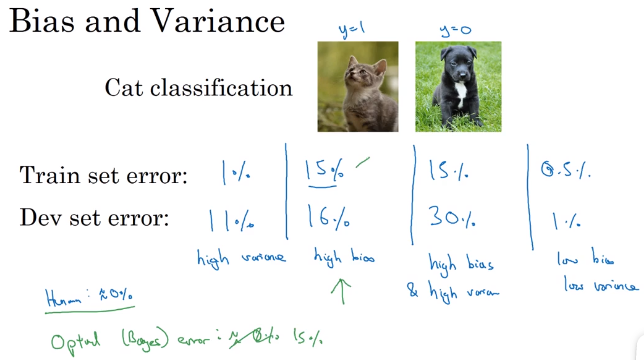 Bias and Variance
y=1 y=0
Cat classification
Train set error: 1% 15% 15% 0.5%
Dev set error: 11% 16% 30% 1%
high variance high bias high bias low bias
& high varian low variance
Human: ≈0%
Optimal (Bayes) error: ≈ 0% 15%